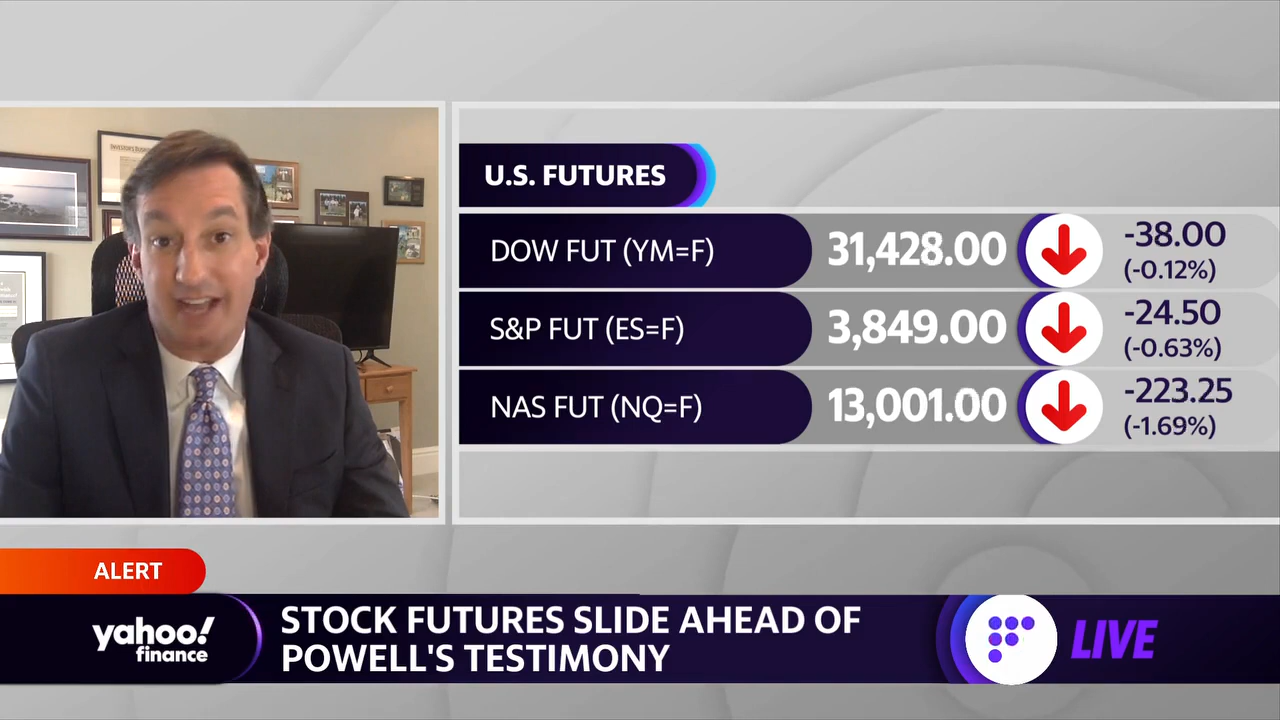 U.S. FUTURES
DOW FUT (YM=F) 31,428.00 -38.00
(-0.12%)
S&P FUT (ES=F) 3,849.00 -24.50
(-0.63%)
NAS FUT (NQ=F) 13,001.00 -223.25
(-1.69%)
ALERT
yahoo!
finance
STOCK FUTURES SLIDE AHEAD OF
POWELL'S TESTIMONY
LIVE